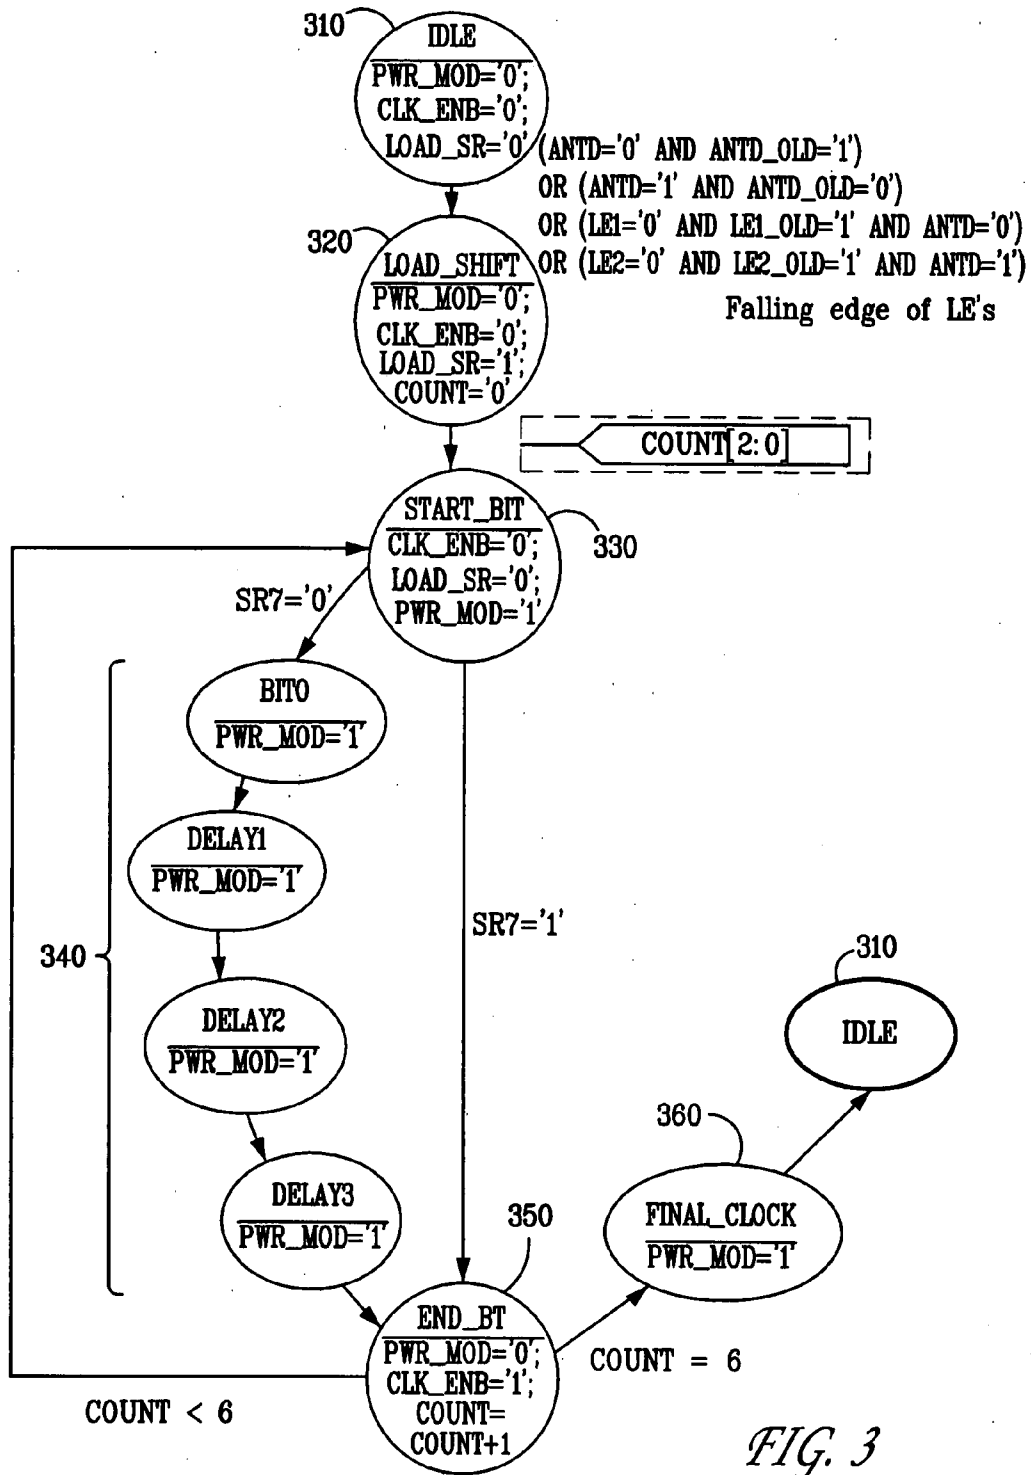 310
IDLE
PWR_MOD='0';
CLK_ENB='0';
LOAD_SR='0'
(ANTD='0' AND ANTD_OLD='1')
OR (ANTD='1' AND ANTD_OLD='0')
OR (LE1='0' AND LE1_OLD='1' AND ANTD='0')
OR (LE2='0' AND LE2_OLD='1' AND ANTD='1')
Falling edge of LE's
320
LOAD_SHIFT
PWR_MOD='0';
CLK_ENB='0';
LOAD_SR='1';
COUNT='0'
COUNT[2:0]
START_BIT
CLK_ENB='0';
LOAD_SR='0';
PWR_MOD='1'
330
SR7='0'
BIT0
PWR_MOD='1'
DELAY1
PWR_MOD='1'
SR7='1'
340
DELAY2
PWR_MOD='1'
310
IDLE
DELAY3
PWR_MOD='1'
360
FINAL_CLOCK
PWR_MOD='1'
350
END_BT
PWR_MOD='0';
CLK_ENB='1';
COUNT=
COUNT+1
COUNT = 6
COUNT < 6
FIG. 3